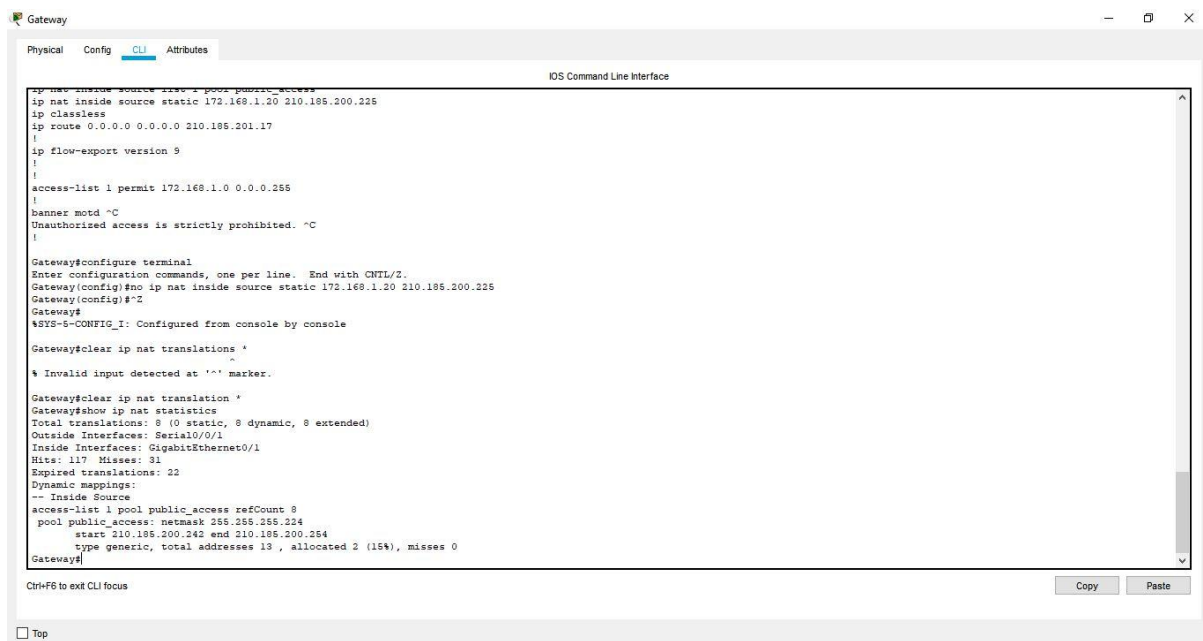 Gateway
Physical Config CLI Attributes
IOS Command Line Interface
ip nat inside source list 1 pool public_access
ip nat inside source static 172.168.1.20 210.185.200.225
ip classless
ip route 0.0.0.0 0.0.0.0 210.185.201.17
!
ip flow-export version 9
!
!
access-list 1 permit 172.168.1.0 0.0.0.255
!
banner motd ^C
Unauthorized access is strictly prohibited. ^C
!
Gateway#configure terminal
Enter configuration commands, one per line.  End with CNTL/Z.
Gateway(config)#no ip nat inside source static 172.168.1.20 210.185.200.225
Gateway(config)#^Z
Gateway#
%SYS-5-CONFIG_I: Configured from console by console
Gateway#clear ip nat translations *
^
% Invalid input detected at '^' marker.
Gateway#clear ip nat translation *
Gateway#show ip nat statistics
Total translations: 8 (0 static, 8 dynamic, 8 extended)
Outside Interfaces: Serial0/0/1
Inside Interfaces: GigabitEthernet0/1
Hits: 117  Misses: 31
Expired translations: 22
Dynamic mappings:
-- Inside Source
access-list 1 pool public_access refCount 8
pool public_access: netmask 255.255.255.224
start 210.185.200.242 end 210.185.200.254
type generic, total addresses 13 , allocated 2 (15%), misses 0
Gateway#
Ctrl+F6 to exit CLI focus
Copy Paste
Top